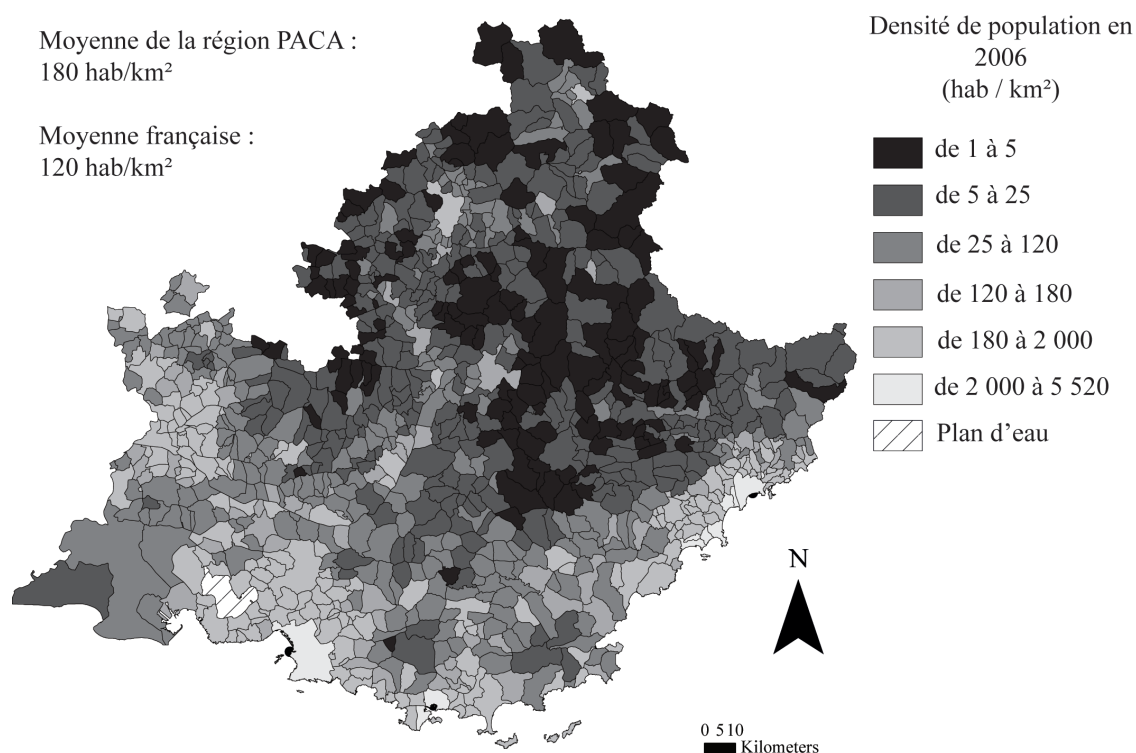 Moyenne de la région PACA :
180 hab/km²
Moyenne française :
120 hab/km²
Densité de population en
2006
(hab / km²)
de 1 à 5
de 5 à 25
de 25 à 120
de 120 à 180
de 180 à 2 000
de 2 000 à 5 520
Plan d’eau
N
0 5 10
Kilometers